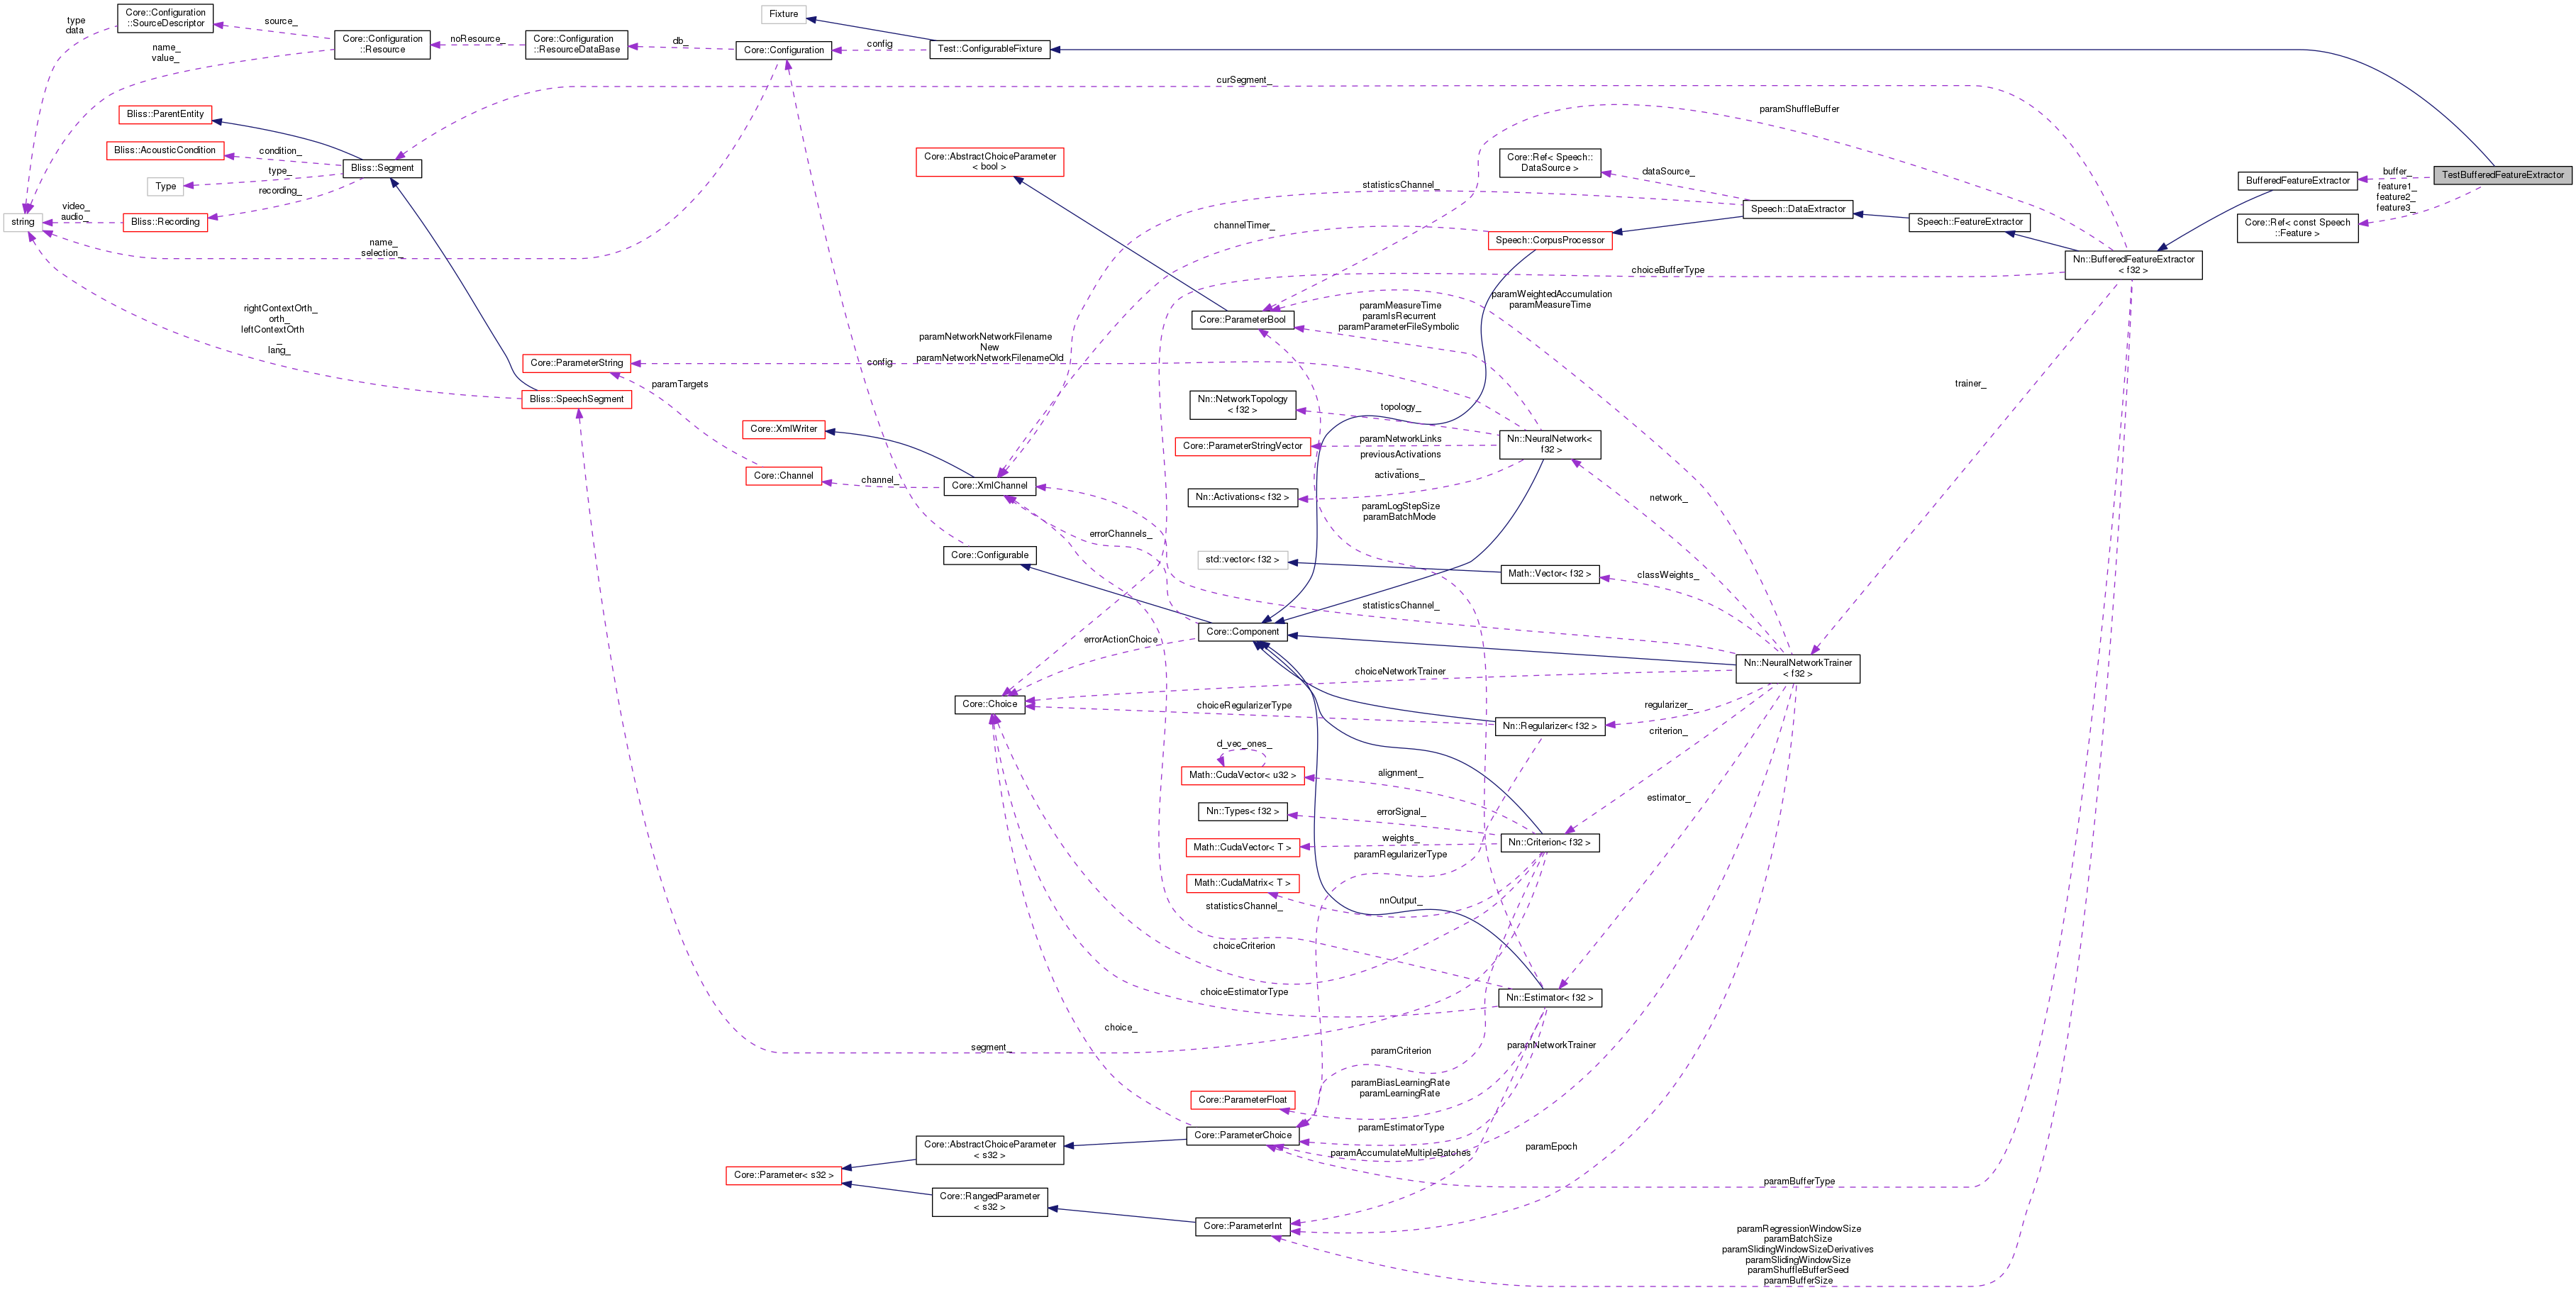 Core::Configuration
::SourceDescriptor
type
data
source_
Core::Configuration
::Resource
name_
value_
noResource_
Core::Configuration
::ResourceDataBase
db_
Core::Configuration
Fixture
config
Test::ConfigurableFixture
curSegment_
Bliss::ParentEntity
Bliss::AcousticCondition
condition_
Type
type_
Bliss::Segment
recording_
string
video_
audio_
Bliss::Recording
name_
selection_
paramShuffleBuffer
Core::AbstractChoiceParameter
< bool >
Core::Ref< Speech::
DataSource >
dataSource_
statisticsChannel_
channelTimer_
Speech::DataExtractor
Speech::FeatureExtractor
Speech::CorpusProcessor
BufferedFeatureExtractor
buffer_
TestBufferedFeatureExtractor
feature1_
feature2_
feature3_
Core::Ref< const Speech
::Feature >
Nn::BufferedFeatureExtractor
< f32 >
choiceBufferType
rightContextOrth_
orth_
leftContextOrth
_
lang_
paramWeightedAccumulation
paramMeasureTime
Core::ParameterBool
paramMeasureTime
paramIsRecurrent
paramParameterFileSymbolic
paramNetworkNetworkFilename
New
paramNetworkNetworkFilenameOld
config
Core::ParameterString
paramTargets
Bliss::SpeechSegment
trainer_
Nn::NetworkTopology
< f32 >
topology_
Core::XmlWriter
Core::ParameterStringVector
paramNetworkLinks
Nn::NeuralNetwork<
f32 >
previousActivations
_
activations_
Core::Channel
channel_
Core::XmlChannel
Nn::Activations< f32 >
network_
paramLogStepSize
paramBatchMode
errorChannels_
Core::Configurable
std::vector< f32 >
Math::Vector< f32 >
classWeights_
statisticsChannel_
Core::Component
errorActionChoice
Nn::NeuralNetworkTrainer
< f32 >
choiceNetworkTrainer
Core::Choice
choiceRegularizerType
regularizer_
Nn::Regularizer< f32 >
criterion_
d_vec_ones_
Math::CudaVector< u32 >
alignment_
estimator_
Nn::Types< f32 >
errorSignal_
Math::CudaVector< T >
weights_
Nn::Criterion< f32 >
paramRegularizerType
Math::CudaMatrix< T >
nnOutput_
statisticsChannel_
choiceCriterion
choiceEstimatorType
Nn::Estimator< f32 >
choice_
segment_
paramCriterion
paramNetworkTrainer
paramBiasLearningRate
paramLearningRate
Core::ParameterFloat
paramEstimatorType
Core::ParameterChoice
Core::AbstractChoiceParameter
< s32 >
paramAccumulateMultipleBatches
paramEpoch
Core::Parameter< s32 >
paramBufferType
Core::RangedParameter
< s32 >
Core::ParameterInt
paramRegressionWindowSize
paramBatchSize
paramSlidingWindowSizeDerivatives
paramSlidingWindowSize
paramShuffleBufferSeed
paramBufferSize